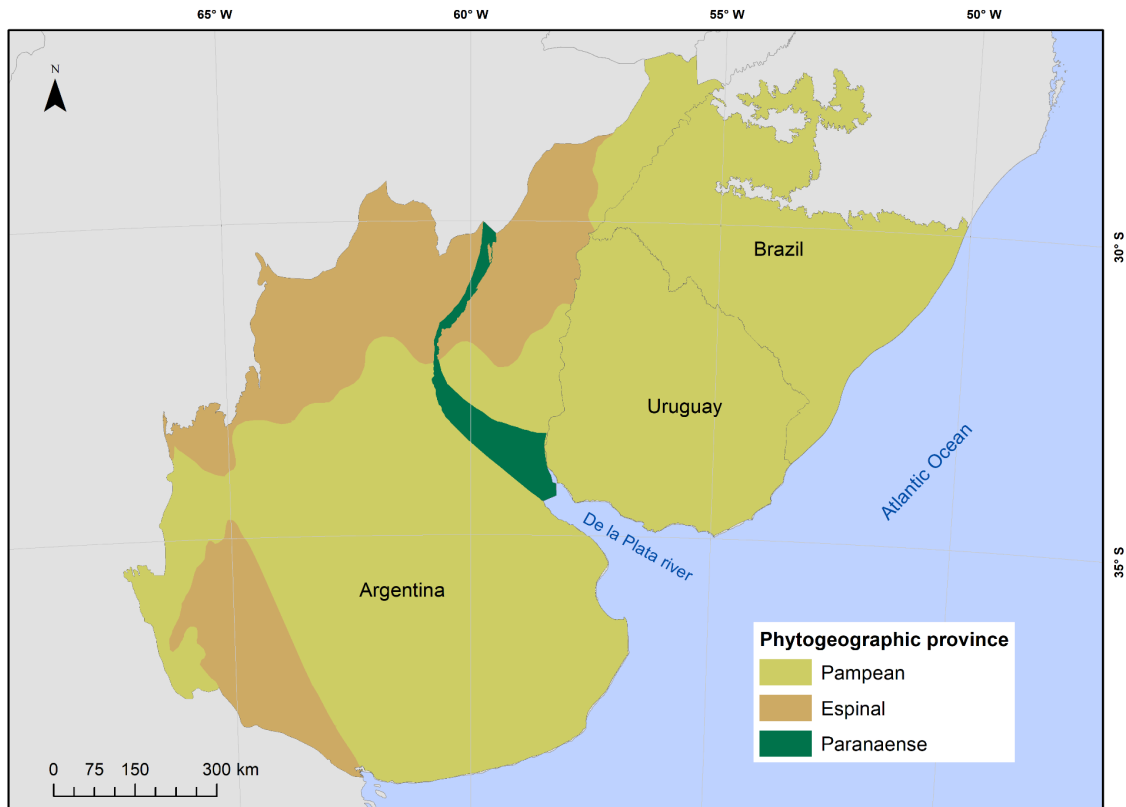 65° W
60° W
55° W
50° W
N
30° S
Brazil
Uruguay
Atlantic Ocean
De la Plata river
35° S
Argentina
Phytogeographic province
Pampean
Espinal
Paranaense
0 75 150 300 km